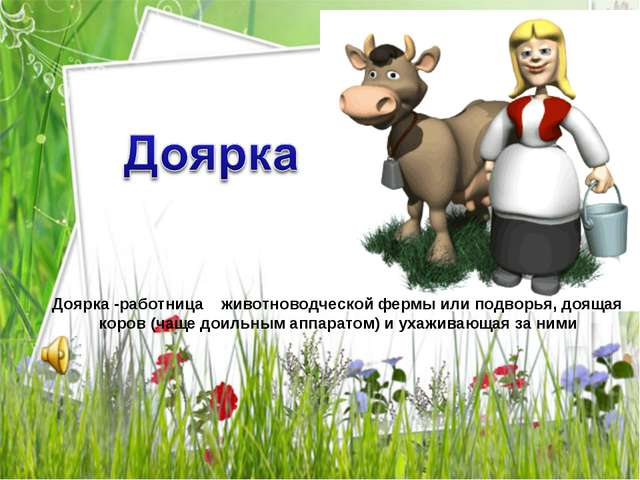 Доярка
Доярка -работница    животноводческой фермы или подворья, доящая
коров (чаще доильным аппаратом) и ухаживающая за ними